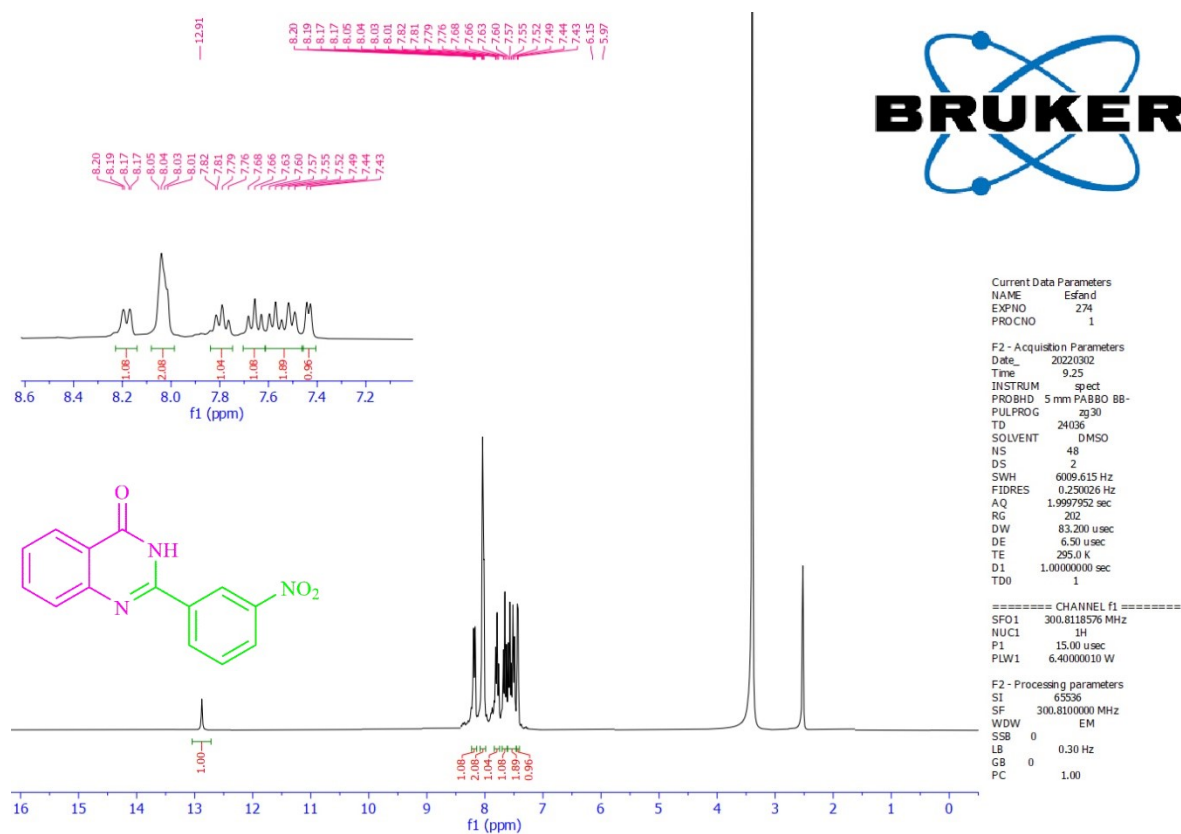 12.91
8.20
8.19
8.17
8.17
8.05
8.04
8.03
8.01
7.82
7.81
7.79
7.76
7.68
7.66
7.63
7.60
7.57
7.55
7.52
7.49
7.44
7.43
6.15
5.97
BRUKER
8.20
8.19
8.17
8.17
8.05
8.04
8.03
8.01
7.82
7.81
7.79
7.76
7.68
7.66
7.63
7.60
7.57
7.55
7.52
7.49
7.44
7.43
1.08
2.08
1.04
1.08
1.89
0.96
8.6 8.4 8.2 8.0 7.8 7.6 7.4 7.2
f1 (ppm)
O
NH
N
NO2
Current Data Parameters
NAME Esfand
EXPNO 274
PROCNO 1
F2 - Acquisition Parameters
Date_ 20220302
Time 9.25
INSTRUM spect
PROBHD 5 mm PABBO BB-
PULPROG zg30
TD 24036
SOLVENT DMSO
NS 48
DS 2
SWH 6009.615 Hz
FIDRES 0.250026 Hz
AQ 1.9997952 sec
RG 202
DW 83.200 usec
DE 6.50 usec
TE 295.0 K
D1 1.00000000 sec
TD0 1
======== CHANNEL f1 ========
SFO1 300.8118576 MHz
NUC1 1H
P1 15.00 usec
PLW1 6.40000010 W
F2 - Processing parameters
SI 65536
SF 300.8100000 MHz
WDW EM
SSB 0
LB 0.30 Hz
GB 0
PC 1.00
1.00
1.08
2.08
1.04
1.08
1.89
0.96
16 15 14 13 12 11 10 9 8 7 6 5 4 3 2 1 0
f1 (ppm)